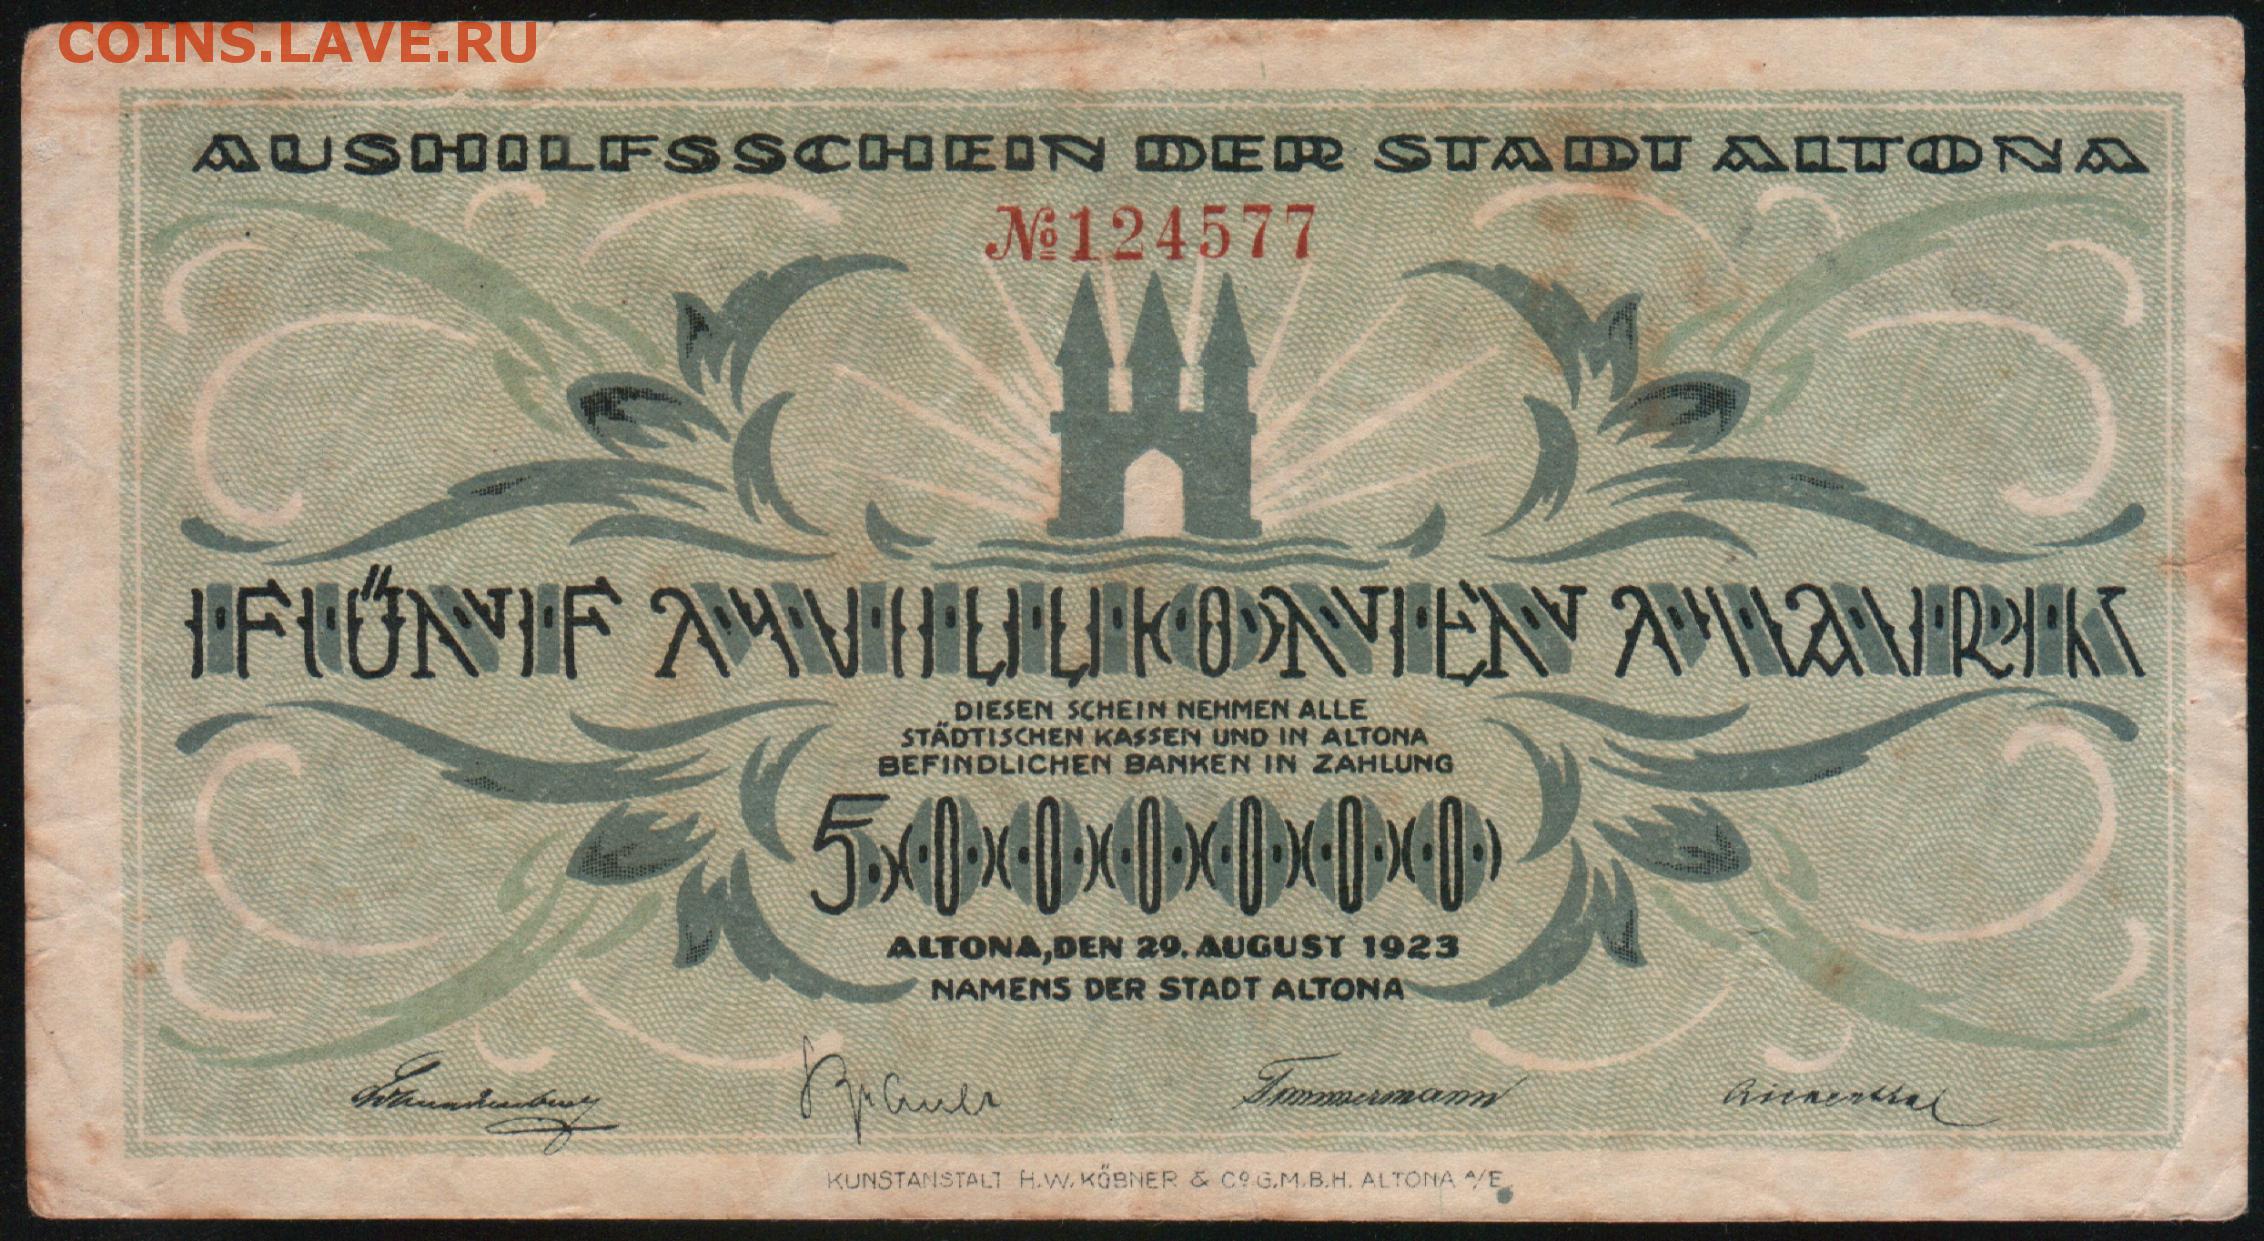 COINS.LAVE.RU
AUSHILFSSCHEIN DER STADT ALTONA
№124577
FÜNF MILLIONEN MARK
DIESEN SCHEIN NEHMEN ALLE
STÄDTISCHEN KASSEN UND IN ALTONA
BEFINDLICHEN BANKEN IN ZAHLUNG
5000000
ALTONA, DEN 29. AUGUST 1923
NAMENS DER STADT ALTONA
Timmermann
KUNSTANSTALT H.W. KÖBNER & Co G.M.B.H. ALTONA A/E.